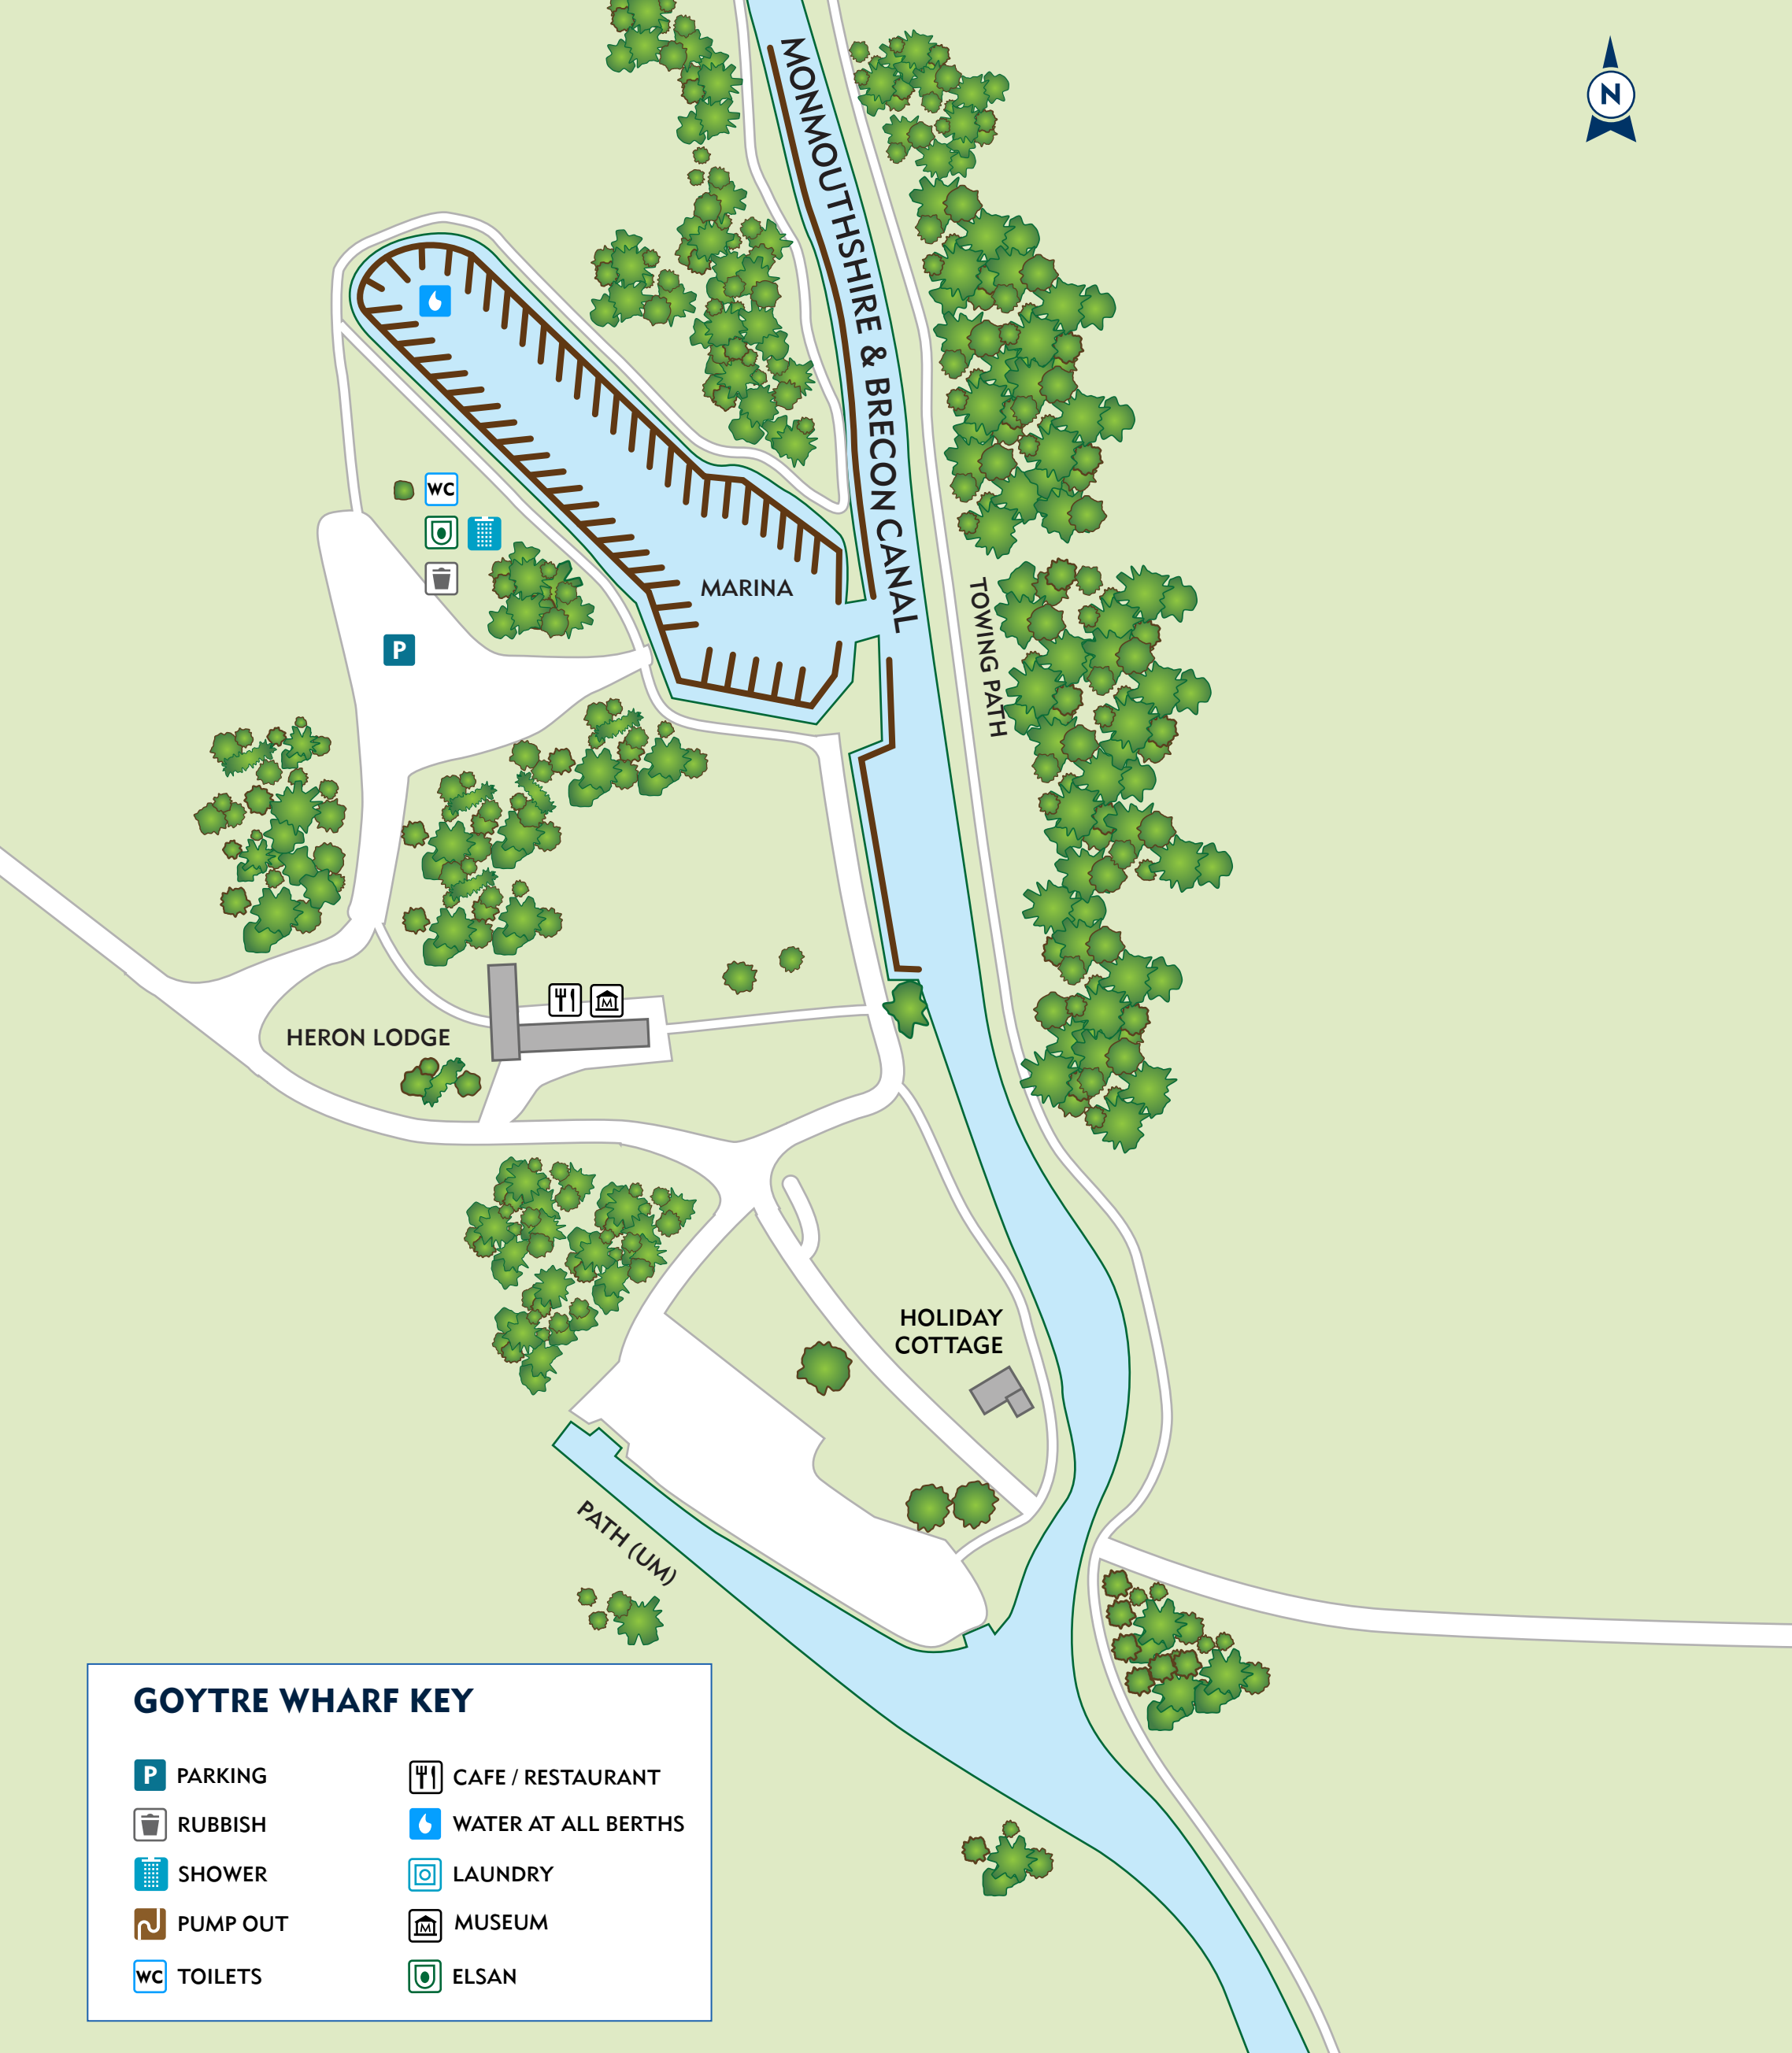 N
MONMOUTHSHIRE & BRECON CANAL
WC
MARINA
TOWING PATH
P
M
HERON LODGE
HOLIDAY
COTTAGE
PATH (UM)
GOYTRE WHARF KEY
P PARKING
RUBBISH
SHOWER
PUMP OUT
WC TOILETS
CAFE / RESTAURANT
WATER AT ALL BERTHS
LAUNDRY
M MUSEUM
ELSAN